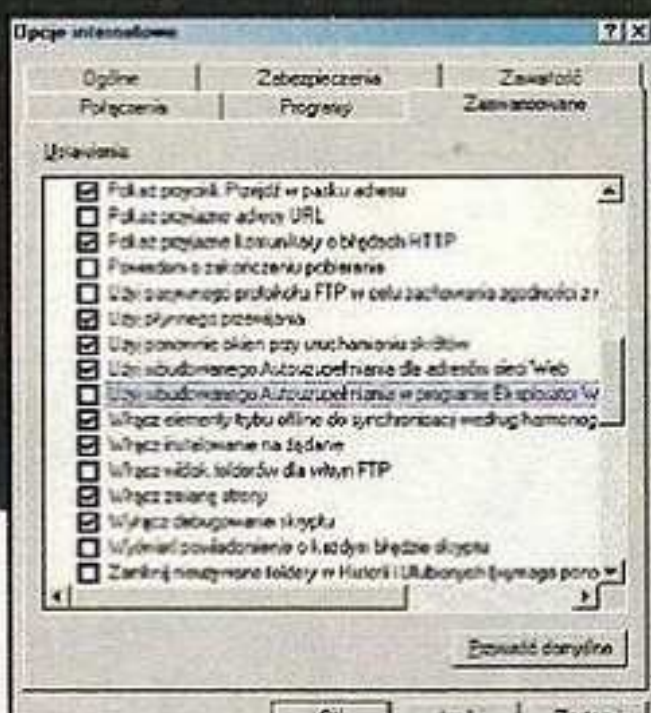 Opcje internetowe
Ogólne Zabezpieczenia Zawartość
Połączenia Programy Zaawansowane
Ustawienia:
Pokaż przycisk Przejdź w pasku adresu
Pokaż przyjazne adresy URL
Pokaż przyjazne komunikaty o błędach HTTP
Powiadom o zakończeniu pobierania
Użyj pasywnego protokołu FTP w celu zachowania zgodności z r
Użyj płynnego przewijania
Użyj ponownie okien przy uruchamianiu skrótów
Użyj wbudowanego Autouzupełniania dla adresów sieci Web
Użyj wbudowanego Autouzupełniania w programie Eksplorator W
Włącz elementy trybu offline do synchronizacji według harmonog
Włącz instalowanie na żądanie
Włącz widok folderów dla witryn FTP
Włącz zmianę strony
Wyłącz debugowanie skryptu
Wyświetl powiadomienie o każdym błędzie skryptu
Zamknij nieużywane foldery w Historii i Ulubionych (wymaga pono
Przywróć domyślne